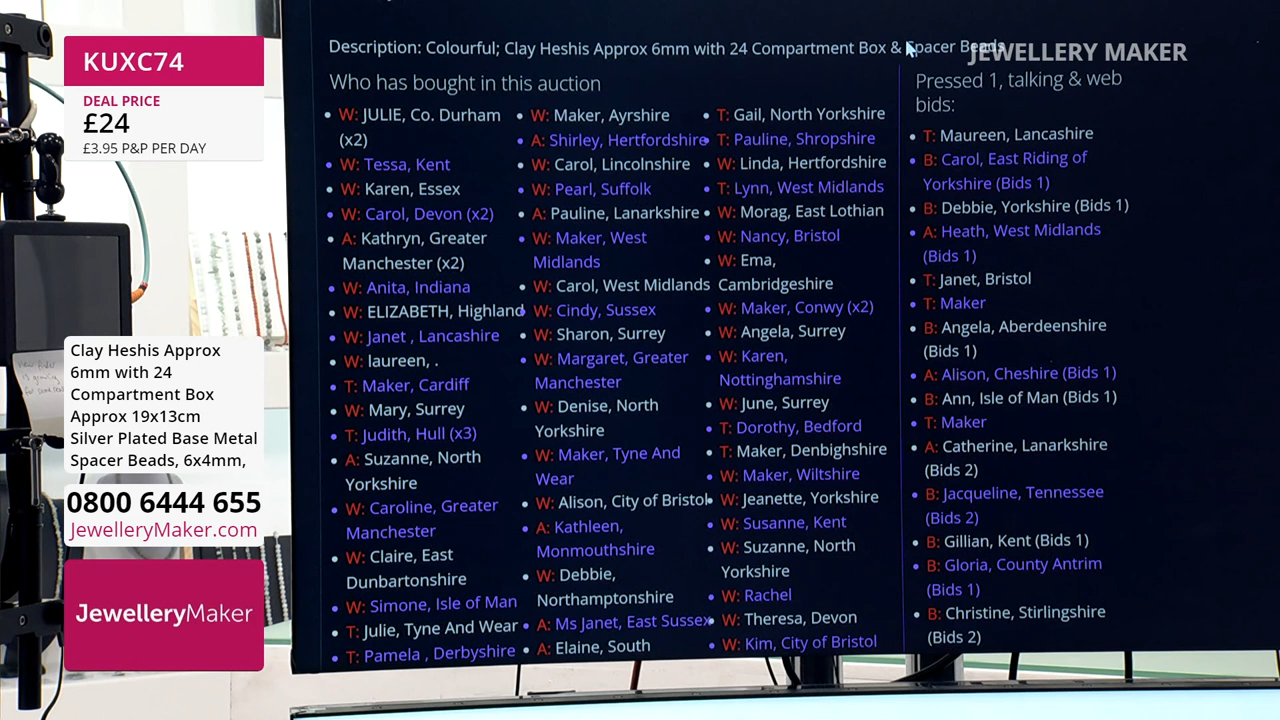 KUXC74
DEAL PRICE
£24
£3.95 P&P PER DAY
Clay Heshis Approx
6mm with 24
Compartment Box
Approx 19x13cm
Silver Plated Base Metal
Spacer Beads, 6x4mm,
0800 6444 655
JewelleryMaker.com
JewelleryMaker
JEWELLERY MAKER
Description: Colourful; Clay Heshis Approx 6mm with 24 Compartment Box & Spacer Beads
Who has bought in this auction
W: JULIE, Co. Durham
(x2)
W: Tessa, Kent
W: Karen, Essex
W: Carol, Devon (x2)
A: Kathryn, Greater
Manchester (x2)
W: Anita, Indiana
W: ELIZABETH, Highland
W: Janet , Lancashire
W: laureen, .
T: Maker, Cardiff
W: Mary, Surrey
T: Judith, Hull (x3)
A: Suzanne, North
Yorkshire
W: Caroline, Greater
Manchester
W: Claire, East
Dunbartonshire
W: Simone, Isle of Man
T: Julie, Tyne And Wear
T: Pamela , Derbyshire
W: Maker, Ayrshire
A: Shirley, Hertfordshire
W: Carol, Lincolnshire
W: Pearl, Suffolk
A: Pauline, Lanarkshire
W: Maker, West
Midlands
W: Carol, West Midlands
W: Cindy, Sussex
W: Sharon, Surrey
W: Margaret, Greater
Manchester
W: Denise, North
Yorkshire
W: Maker, Tyne And
Wear
W: Alison, City of Bristol
A: Kathleen,
Monmouthshire
W: Debbie,
Northamptonshire
A: Ms Janet, East Sussex
A: Elaine, South
T: Gail, North Yorkshire
T: Pauline, Shropshire
W: Linda, Hertfordshire
T: Lynn, West Midlands
W: Morag, East Lothian
W: Nancy, Bristol
W: Ema,
Cambridgeshire
W: Maker, Conwy (x2)
W: Angela, Surrey
W: Karen,
Nottinghamshire
W: June, Surrey
T: Dorothy, Bedford
T: Maker, Denbighshire
W: Maker, Wiltshire
W: Jeanette, Yorkshire
W: Susanne, Kent
W: Suzanne, North
Yorkshire
W: Rachel
W: Theresa, Devon
W: Kim, City of Bristol
Pressed 1, talking & web
bids:
T: Maureen, Lancashire
B: Carol, East Riding of
Yorkshire (Bids 1)
B: Debbie, Yorkshire (Bids 1)
A: Heath, West Midlands
(Bids 1)
T: Janet, Bristol
T: Maker
B: Angela, Aberdeenshire
(Bids 1)
A: Alison, Cheshire (Bids 1)
B: Ann, Isle of Man (Bids 1)
T: Maker
A: Catherine, Lanarkshire
(Bids 2)
B: Jacqueline, Tennessee
(Bids 2)
B: Gillian, Kent (Bids 1)
B: Gloria, County Antrim
(Bids 1)
B: Christine, Stirlingshire
(Bids 2)